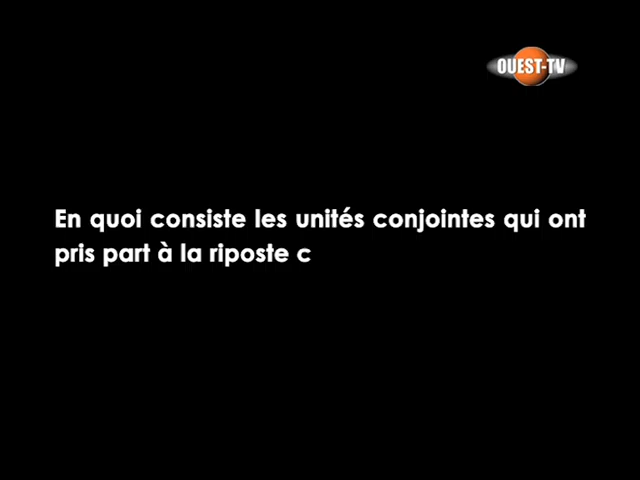 OUEST-TV
En quoi consiste les unités conjointes qui ont
pris part à la riposte c